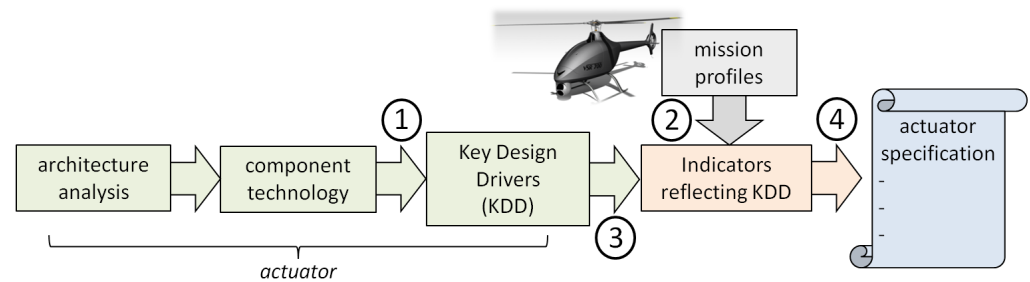 mission
profiles
1
2
4
architecture
analysis
component
technology
Key Design
Drivers
(KDD)
Indicators
reflecting KDD
actuator
specification
-
-
-
3
actuator